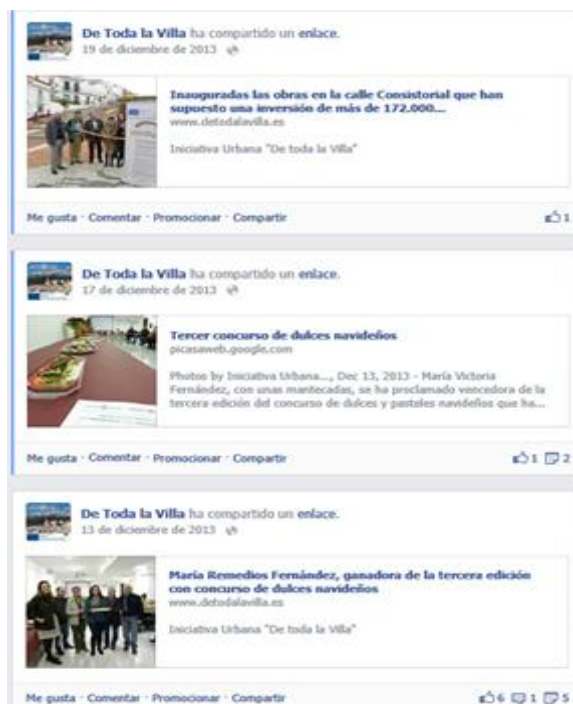 De Toda la Villa ha compartido un enlace.
19 de diciembre de 2013
Inauguradas las obras en la calle Consistorial que han
supuesto una inversión de más de 172.000...
www.detodalavilla.es
Iniciativa Urbana "De toda la Villa"
Me gusta · Comentar · Promocionar · Compartir
1
De Toda la Villa ha compartido un enlace.
17 de diciembre de 2013
Tercer concurso de dulces navideños
picasaweb.google.com
Photos by Iniciativa Urbana..., Dec 13, 2013 - María Victoria
Fernández, con unas mantecadas, se ha proclamado vencedora de la
tercera edición del concurso de dulces y pasteles navideños que ha...
Me gusta · Comentar · Promocionar · Compartir
1 2
De Toda la Villa ha compartido un enlace.
13 de diciembre de 2013
María Remedios Fernández, ganadora de la tercera edición
con concurso de dulces navideños
www.detodalavilla.es
Iniciativa Urbana "De toda la Villa"
Me gusta · Comentar · Promocionar · Compartir
6 1 5